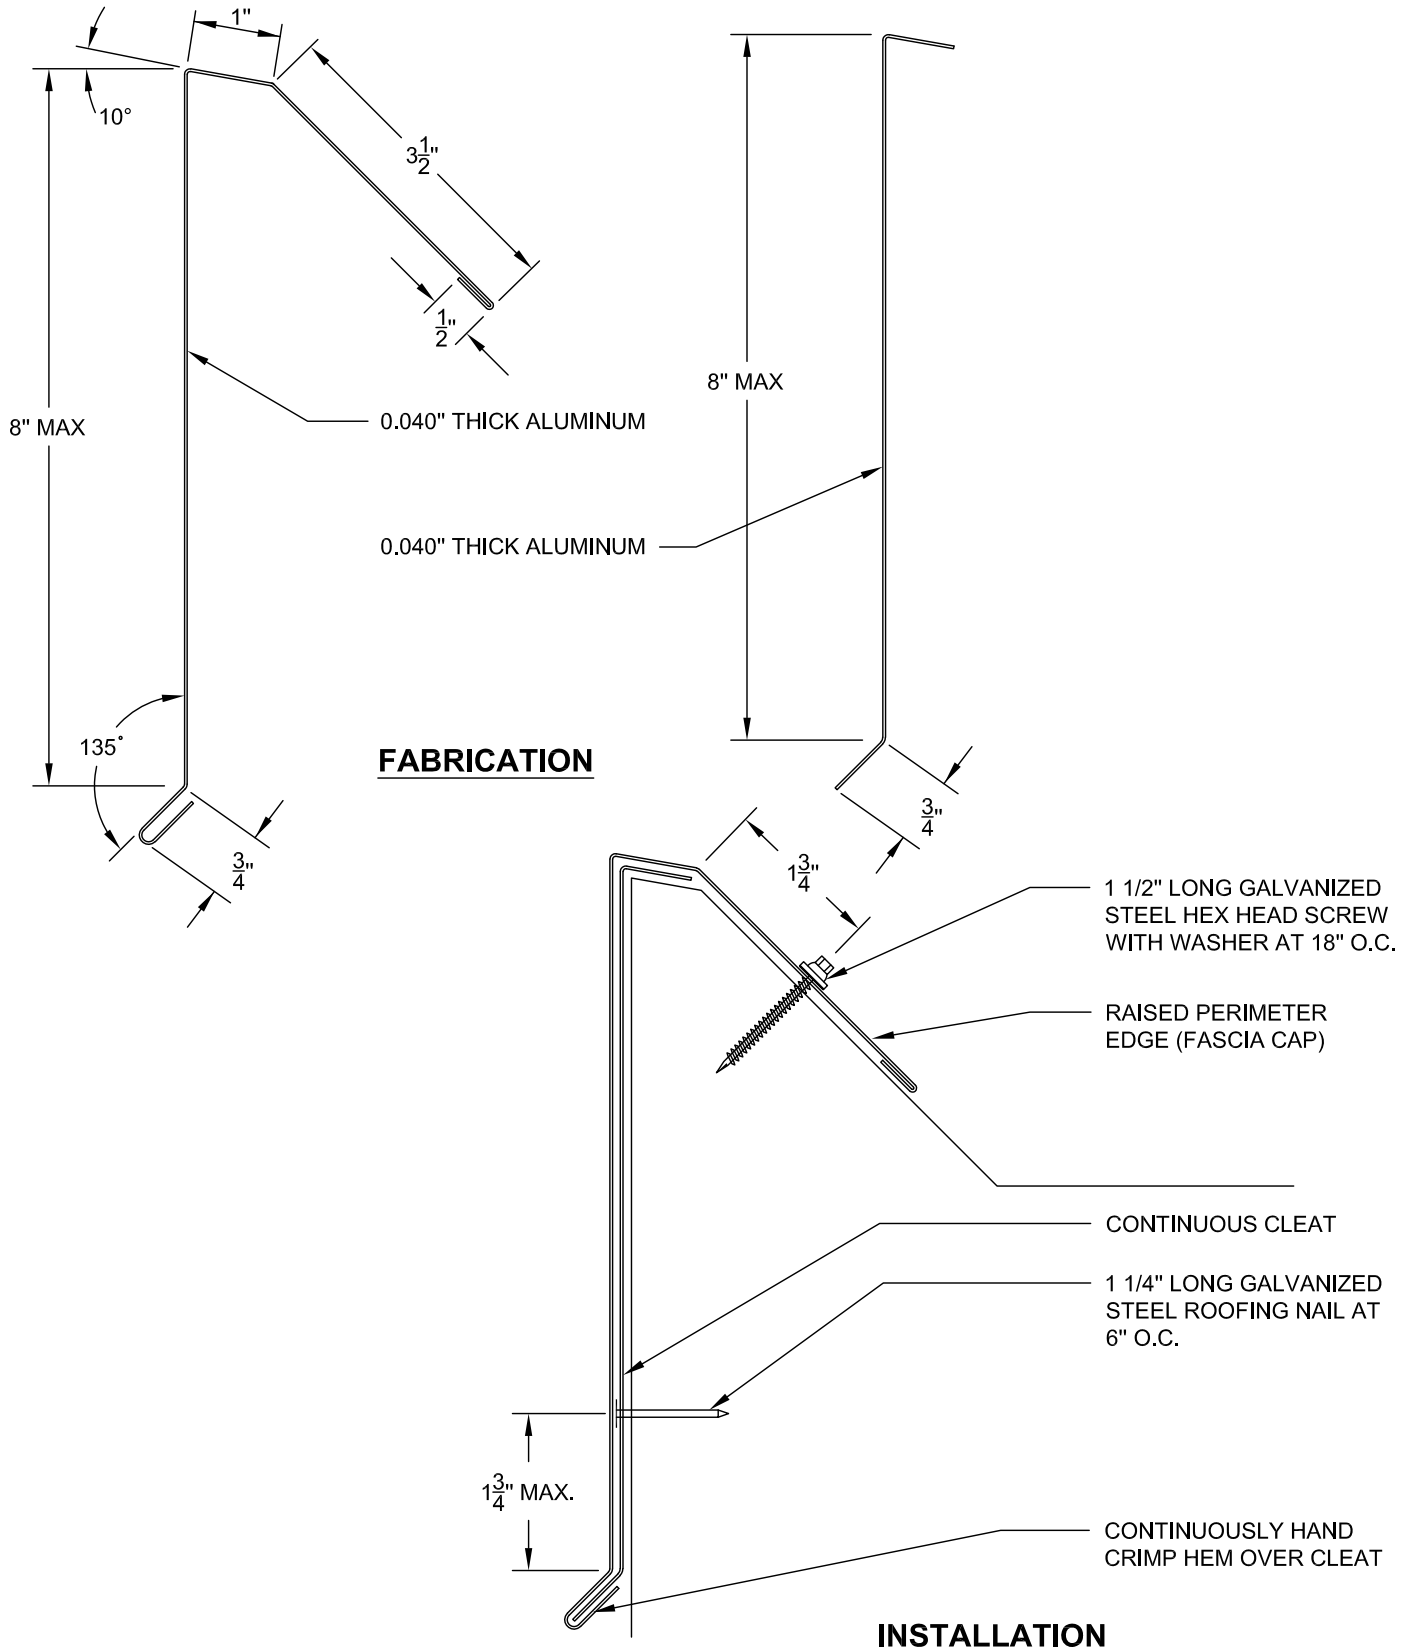 1"
10°
3 1/2"
1/2"
8" MAX
0.040" THICK ALUMINUM
135°
3/4"
8" MAX
0.040" THICK ALUMINUM
3/4"
FABRICATION
1 3/4"
1 1/2" LONG GALVANIZED
STEEL HEX HEAD SCREW
WITH WASHER AT 18" O.C.
RAISED PERIMETER
EDGE (FASCIA CAP)
CONTINUOUS CLEAT
1 1/4" LONG GALVANIZED
STEEL ROOFING NAIL AT
6" O.C.
1 3/4" MAX.
CONTINUOUSLY HAND
CRIMP HEM OVER CLEAT
INSTALLATION